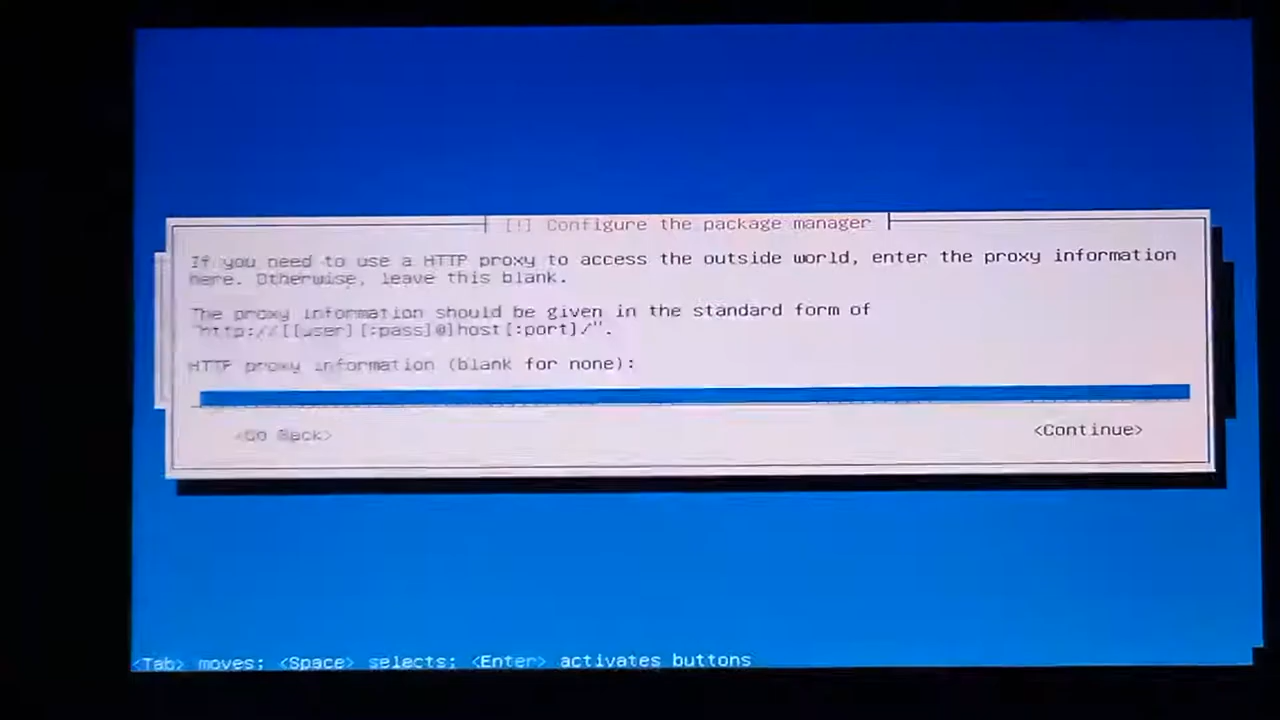 [!] Configure the package manager
If you need to use a HTTP proxy to access the outside world, enter the proxy information
here. Otherwise, leave this blank.
The proxy information should be given in the standard form of
"http://[[user][:pass]@]host[:port]/".
HTTP proxy information (blank for none):
<Go Back>
<Continue>
<Tab> moves; <Space> selects; <Enter> activates buttons